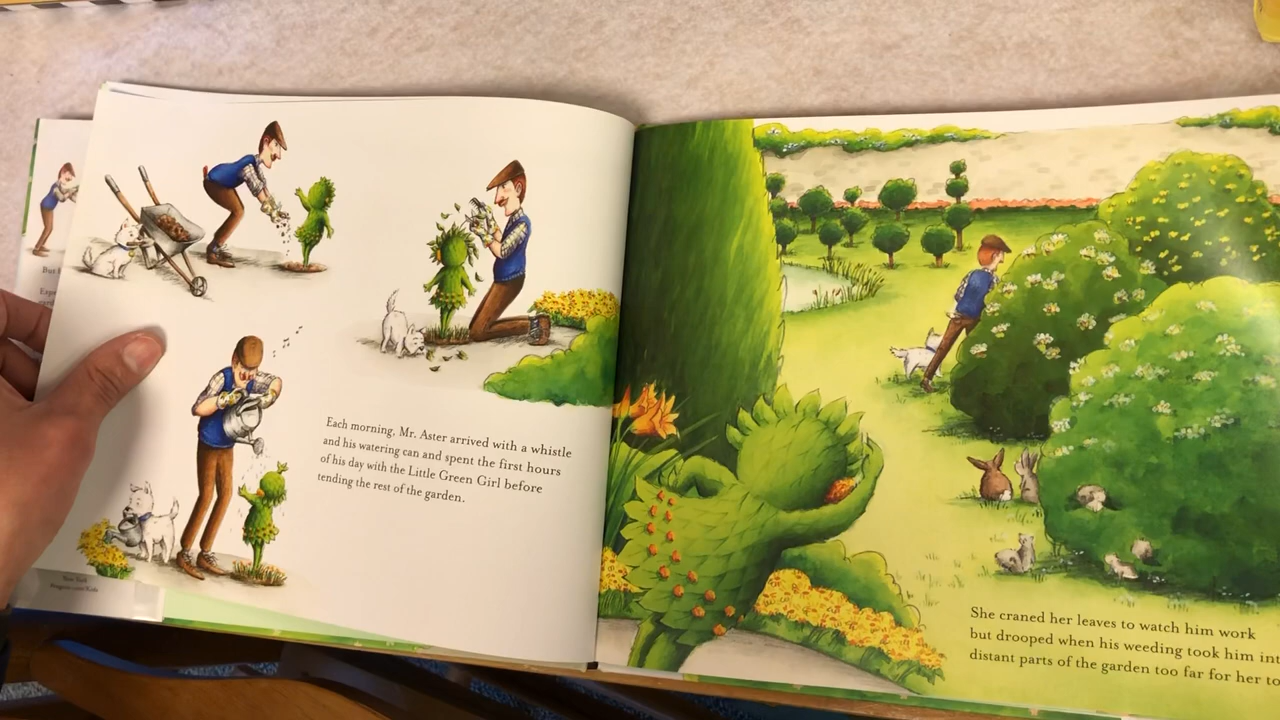 But
Each morning, Mr. Aster arrived with a whistle
and his watering can and spent the first hours
of his day with the Little Green Girl before
tending the rest of the garden.
She craned her leaves to watch him work
but drooped when his weeding took him int
distant parts of the garden too far for her to